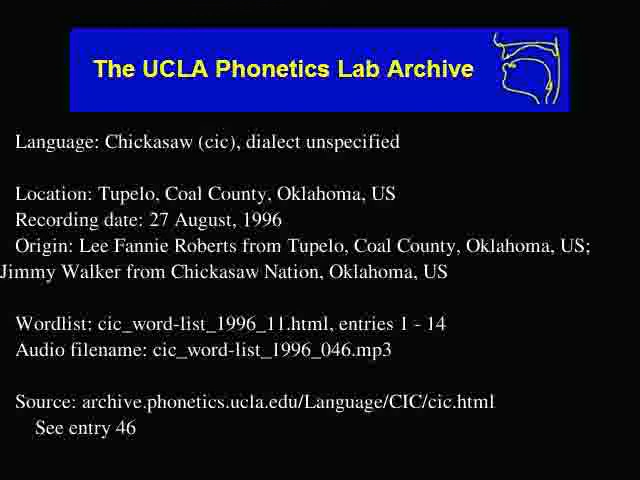 The UCLA Phonetics Lab Archive
Language: Chickasaw (cic), dialect unspecified
Location: Tupelo, Coal County, Oklahoma, US
Recording date: 27 August, 1996
Origin: Lee Fannie Roberts from Tupelo, Coal County, Oklahoma, US;
Jimmy Walker from Chickasaw Nation, Oklahoma, US
Wordlist: cic_word-list_1996_11.html, entries 1 - 14
Audio filename: cic_word-list_1996_046.mp3
Source: archive.phonetics.ucla.edu/Language/CIC/cic.html
See entry 46